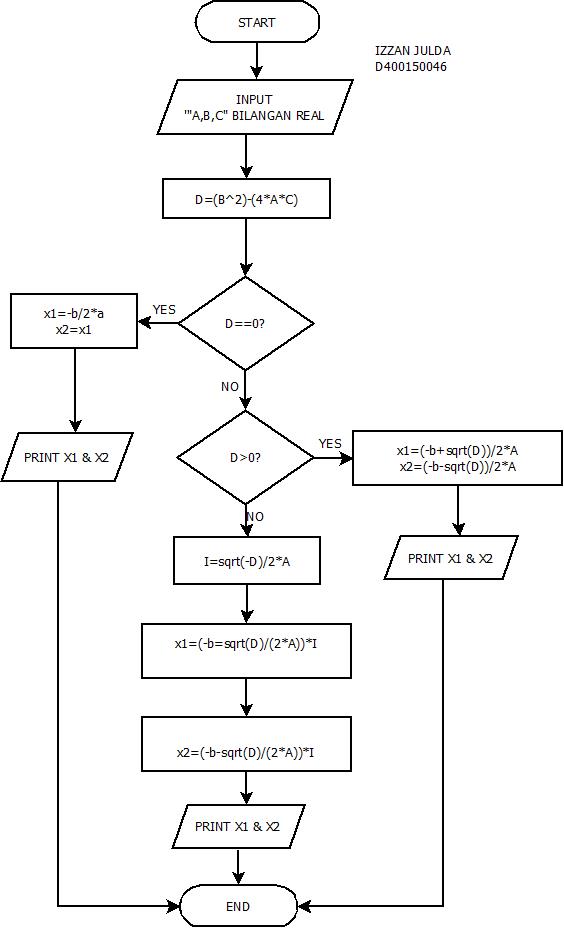 START
IZZAN JULDA
D400150046
INPUT
'"A,B,C" BILANGAN REAL
D=(B^2)-(4*A*C)
D==0?
YES
x1=-b/2*a
x2=x1
NO
PRINT X1 & X2
D>0?
YES
x1=(-b+sqrt(D))/2*A
x2=(-b-sqrt(D))/2*A
NO
I=sqrt(-D)/2*A
PRINT X1 & X2
x1=(-b=sqrt(D)/(2*A))*I
x2=(-b-sqrt(D)/(2*A))*I
PRINT X1 & X2
END